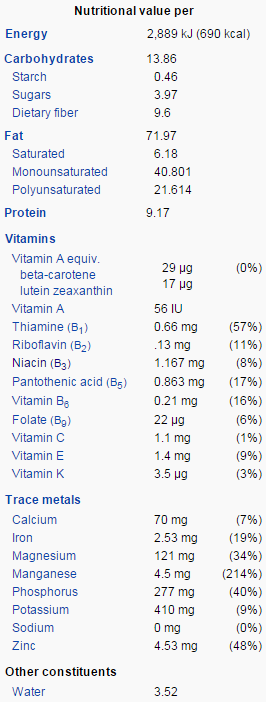 Nutritional value per
Energy 2,889 kJ (690 kcal)
Carbohydrates 13.86
Starch 0.46
Sugars 3.97
Dietary fiber 9.6
Fat 71.97
Saturated 6.18
Monounsaturated 40.801
Polyunsaturated 21.614
Protein 9.17
Vitamins
Vitamin A equiv. 29 μg (0%)
beta-carotene 17 μg
lutein zeaxanthin
Vitamin A 56 IU
Thiamine (B1) 0.66 mg (57%)
Riboflavin (B2) .13 mg (11%)
Niacin (B3) 1.167 mg (8%)
Pantothenic acid (B5) 0.863 mg (17%)
Vitamin B6 0.21 mg (16%)
Folate (B9) 22 μg (6%)
Vitamin C 1.1 mg (1%)
Vitamin E 1.4 mg (9%)
Vitamin K 3.5 μg (3%)
Trace metals
Calcium 70 mg (7%)
Iron 2.53 mg (19%)
Magnesium 121 mg (34%)
Manganese 4.5 mg (214%)
Phosphorus 277 mg (40%)
Potassium 410 mg (9%)
Sodium 0 mg (0%)
Zinc 4.53 mg (48%)
Other constituents
Water 3.52